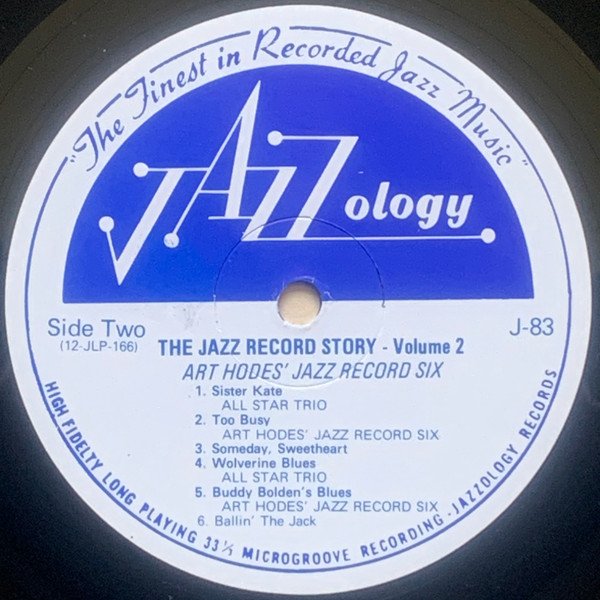 "The Finest in Recorded Jazz Music"
JAZZology
Side Two
(12-JLP-166)
J-83
THE JAZZ RECORD STORY - Volume 2
ART HODES' JAZZ RECORD SIX
1. Sister Kate
ALL STAR TRIO
2. Too Busy
ART HODES' JAZZ RECORD SIX
3. Someday, Sweetheart
4. Wolverine Blues
ALL STAR TRIO
5. Buddy Bolden's Blues
ART HODES' JAZZ RECORD SIX
6. Ballin' The Jack
HIGH FIDELTY LONG PLAYING 33 ⅓ MICROGROOVE RECORDING - JAZZOLOGY RECORDS